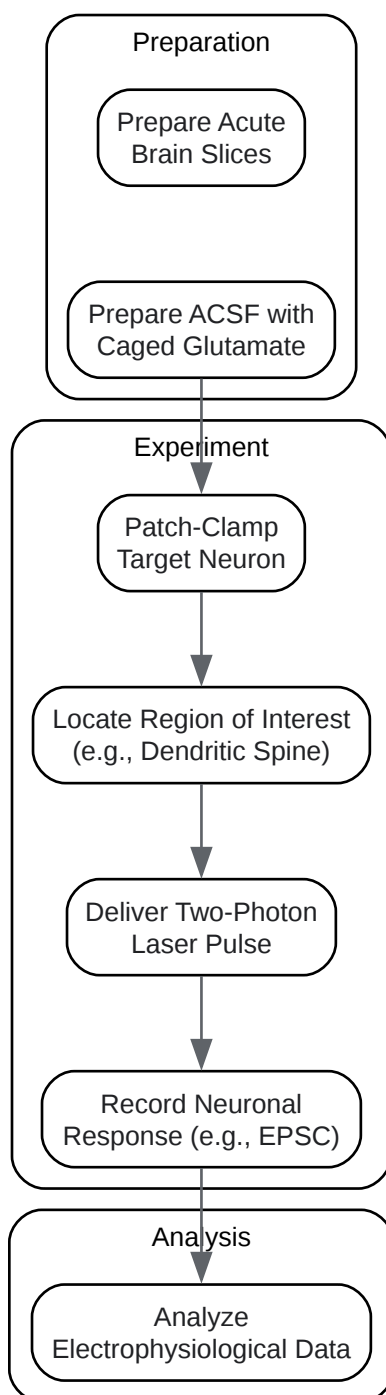 Preparation
Prepare Acute
Brain Slices
Prepare ACSF with
Caged Glutamate
Experiment
Patch-Clamp
Target Neuron
Locate Region of Interest
(e.g., Dendritic Spine)
Deliver Two-Photon
Laser Pulse
Record Neuronal
Response (e.g., EPSC)
Analysis
Analyze
Electrophysiological Data